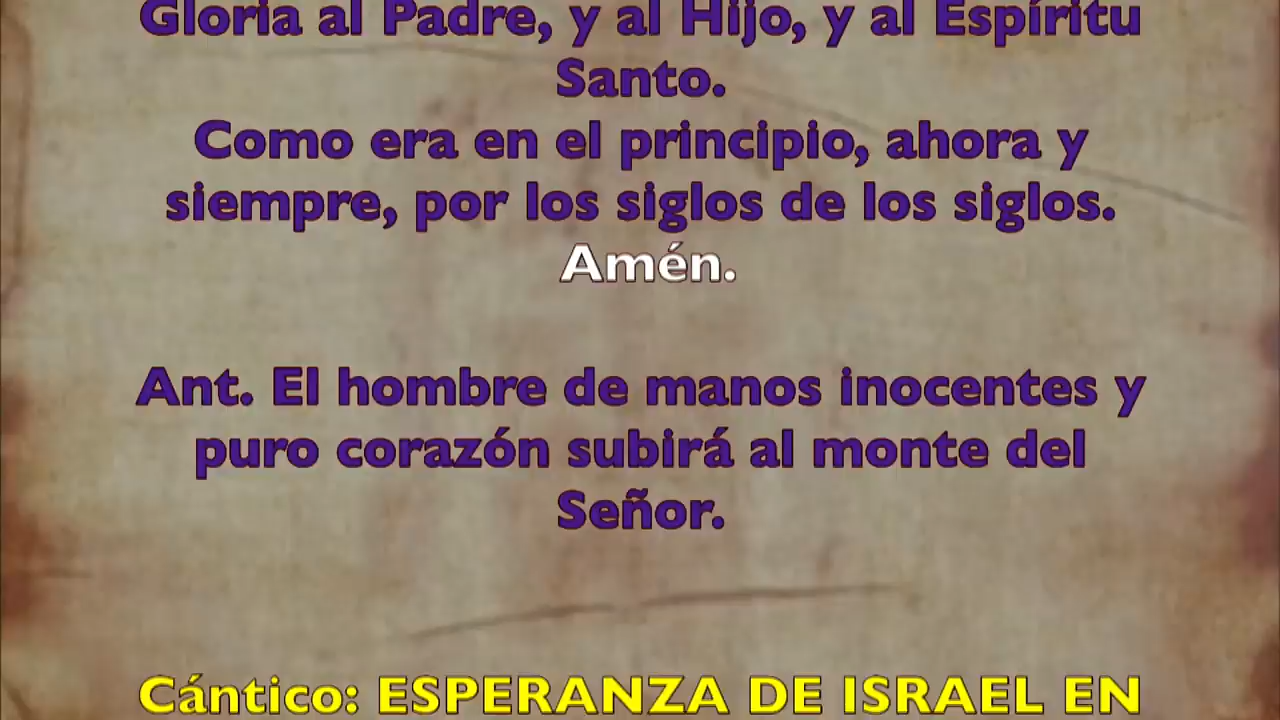 Gloria al Padre, y al Hijo, y al Espíritu
Santo.
Como era en el principio, ahora y
siempre, por los siglos de los siglos.
Amén.
Ant. El hombre de manos inocentes y
puro corazón subirá al monte del
Señor.
Cántico: ESPERANZA DE ISRAEL EN